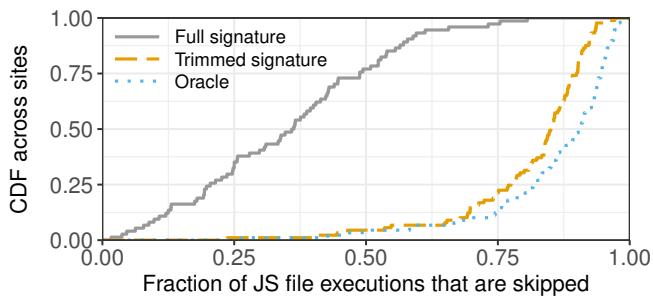 1.00
0.75
0.50
0.25
0.00
CDF across sites
Full signature
Trimmed signature
Oracle
0.00 0.25 0.50 0.75 1.00
Fraction of JS file executions that are skipped